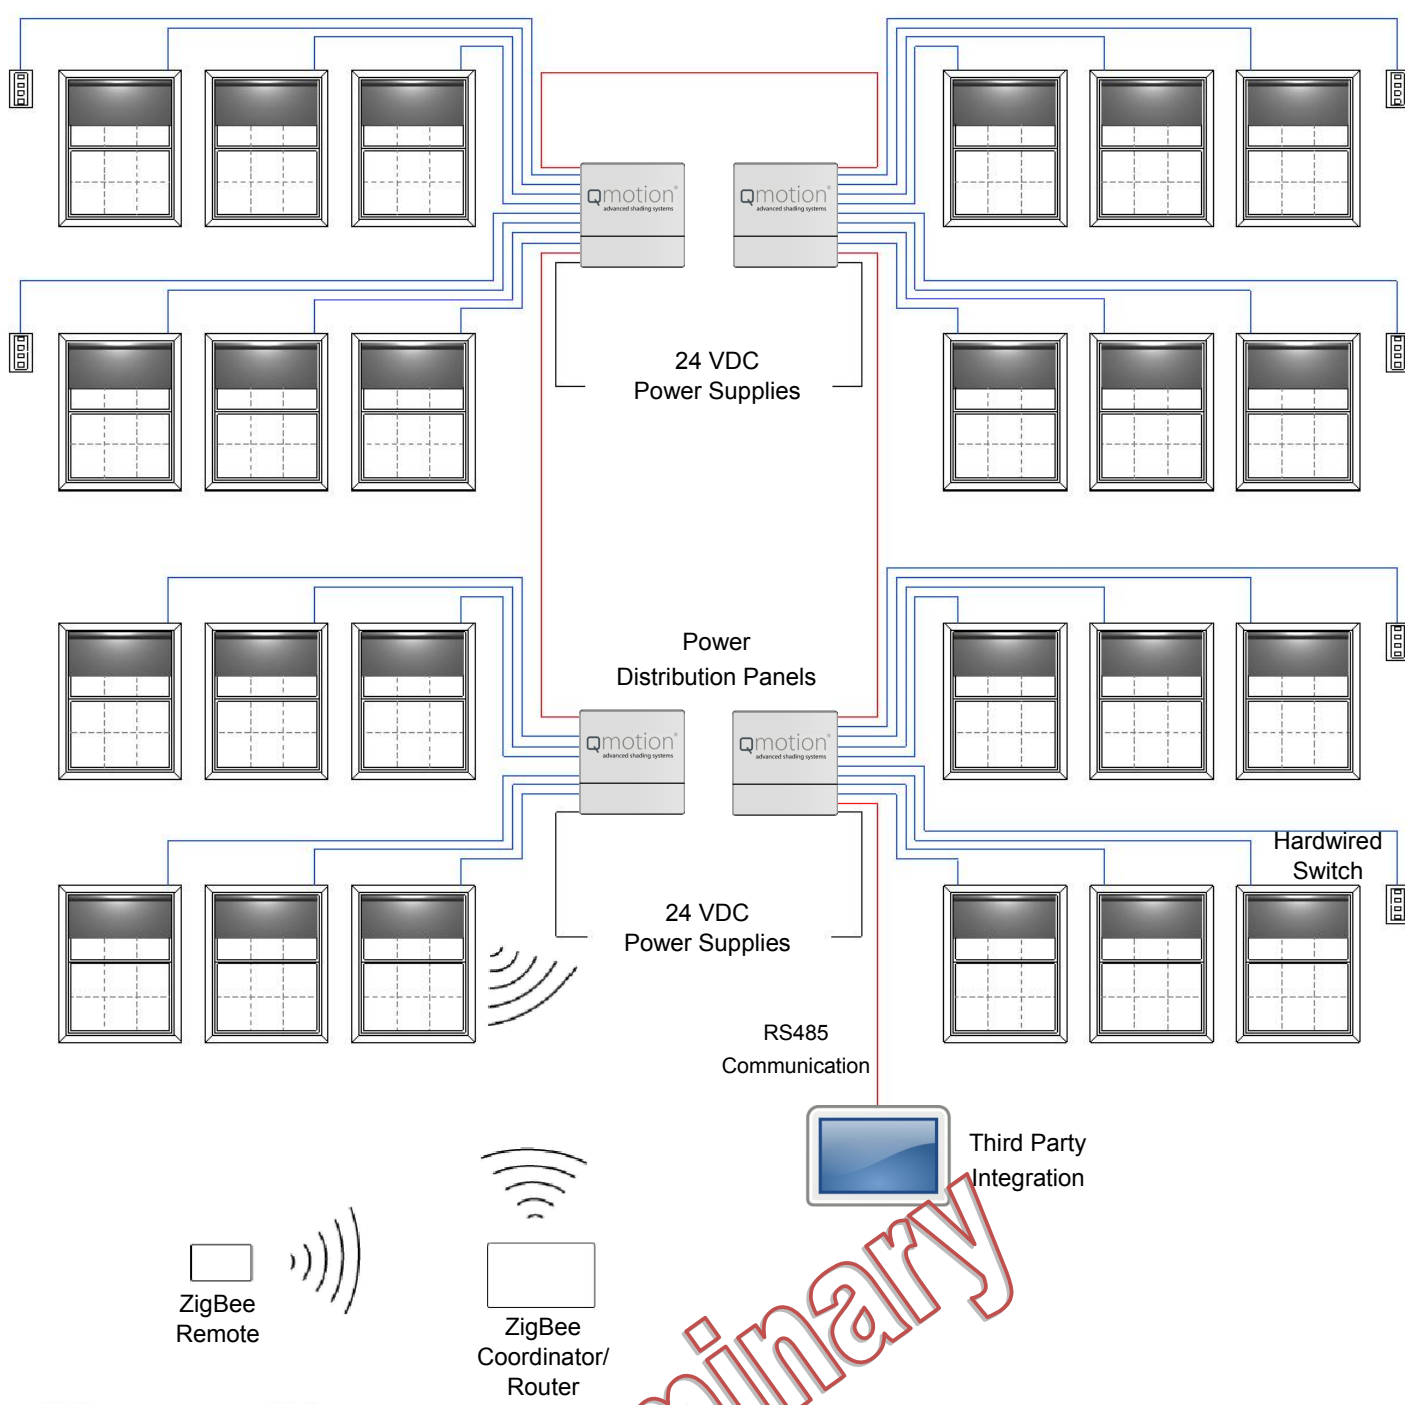 Qmotion®
advanced shading systems
Qmotion®
advanced shading systems
24 VDC
Power Supplies
Power
Distribution Panels
Qmotion®
advanced shading systems
Qmotion®
advanced shading systems
Hardwired
Switch
24 VDC
Power Supplies
RS485
Communication
Third Party
Integration
ZigBee
Remote
ZigBee
Coordinator/
Router
minary